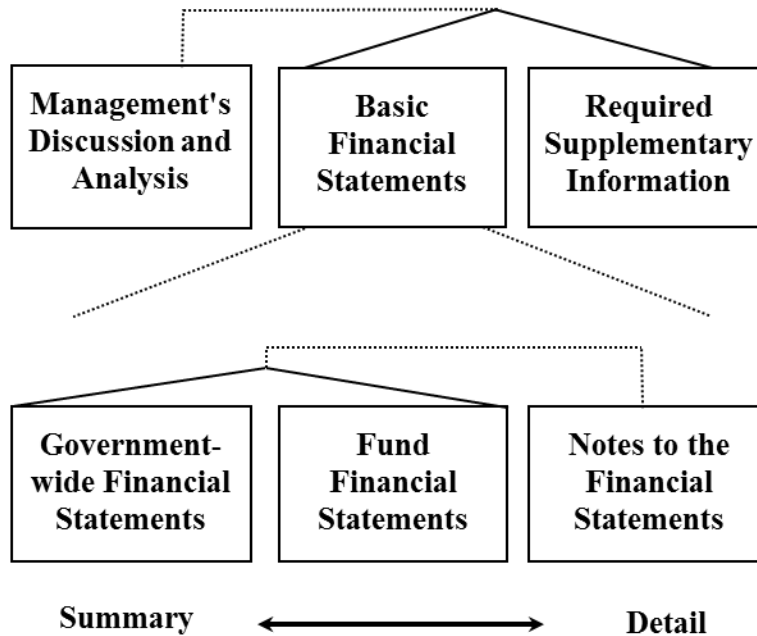 Management's
Discussion and
Analysis
Basic
Financial
Statements
Required
Supplementary
Information
Government-
wide Financial
Statements
Fund
Financial
Statements
Notes to the
Financial
Statements
Summary
Detail